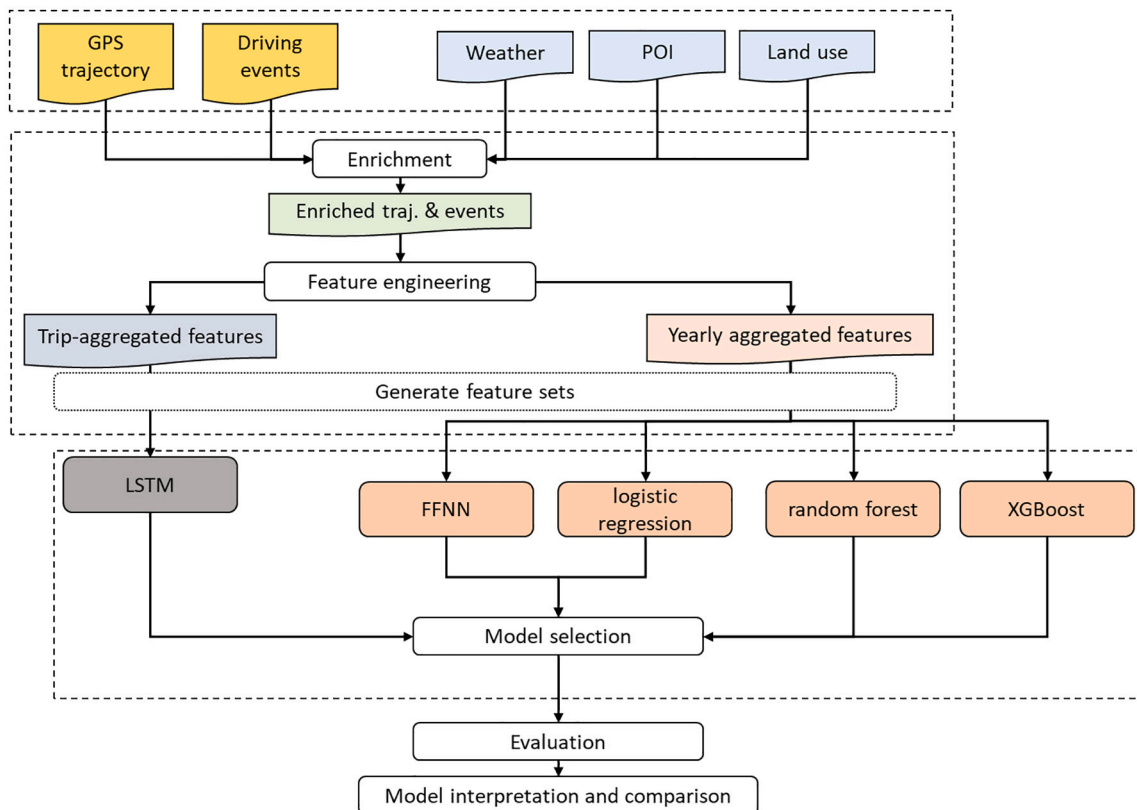 GPS
trajectory
Driving
events
Weather
POI
Land use
Enrichment
Enriched traj. & events
Feature engineering
Trip-aggregated features
Yearly aggregated features
Generate feature sets
LSTM
FFNN
logistic
regression
random forest
XGBoost
Model selection
Evaluation
Model interpretation and comparison